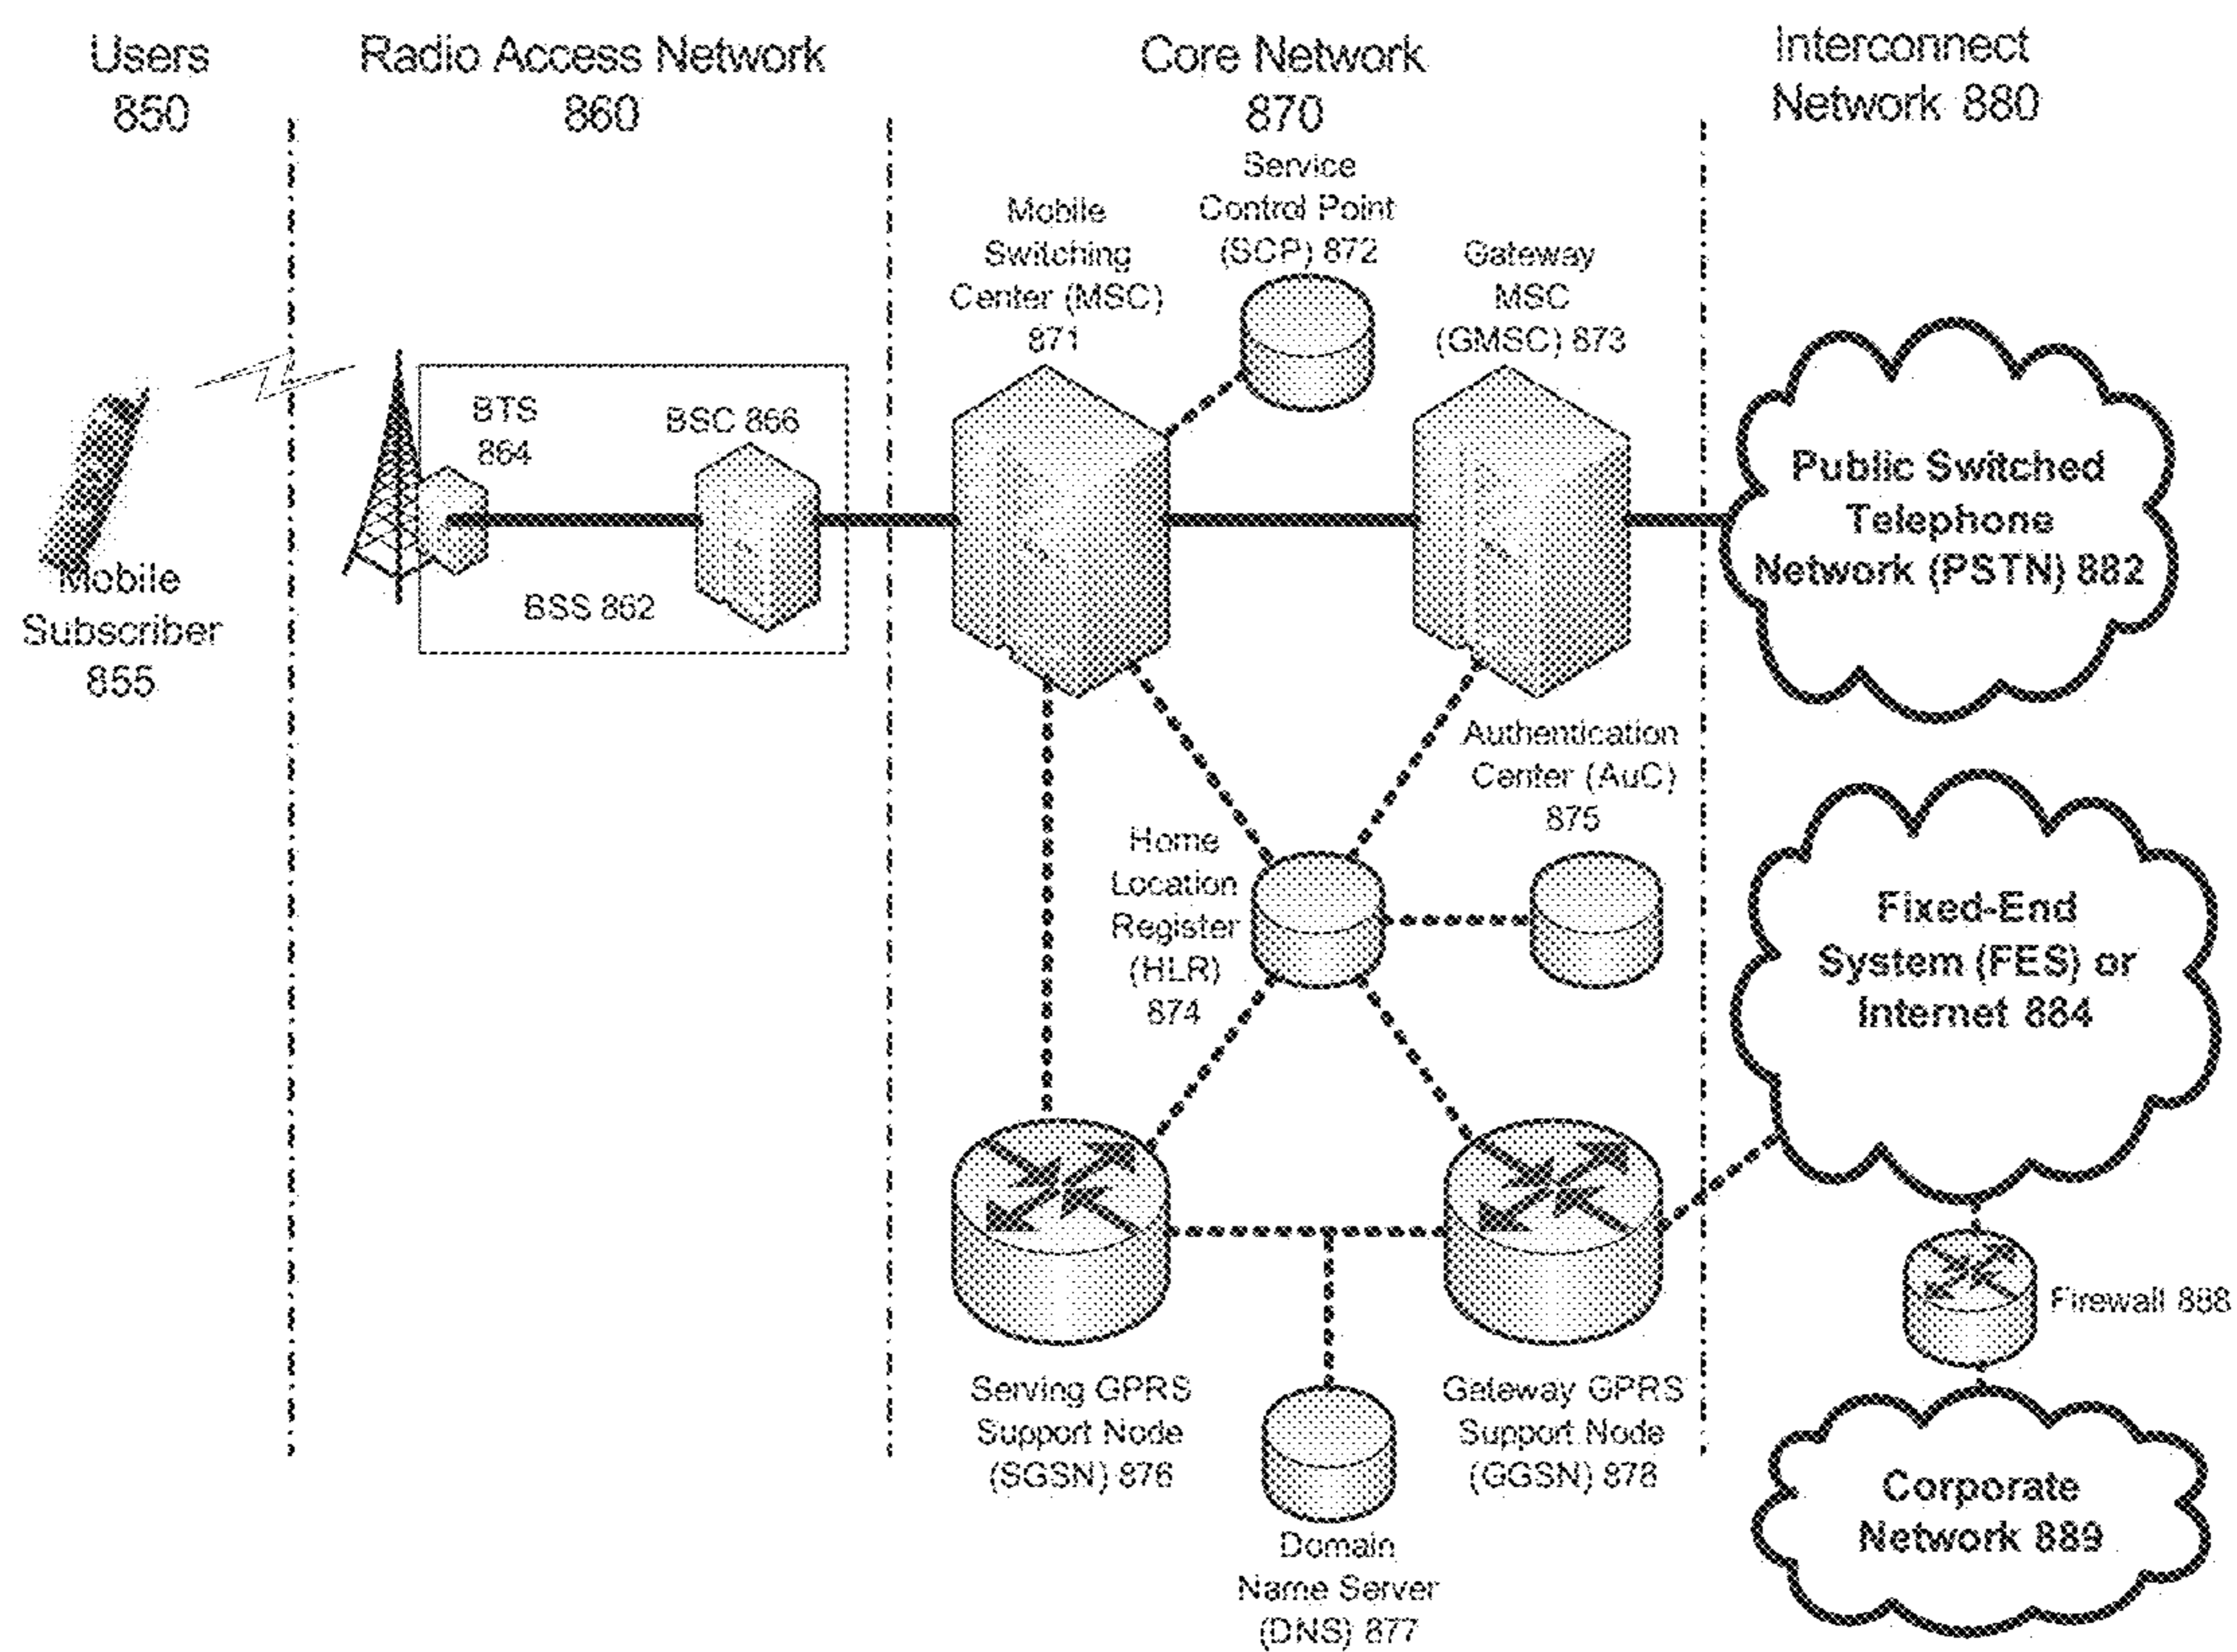 Users
850
Radio Access Network
860
Core Network
870
Interconnect
Network 880
Service
Control Point
(SCP) 872
Mobile
Switching
Center (MSC)
871
Gateway
MSC
(GMSC) 873
BTS
864
BSC 866
BSS 862
Mobile
Subscriber
855
Public Switched
Telephone
Network (PSTN) 882
Authentication
Center (AuC)
875
Home
Location
Register
(HLR)
874
Fixed-End
System (FES) or
Internet 884
Firewall 888
Serving GPRS
Support Node
(SGSN) 876
Gateway GPRS
Support Node
(GGSN) 878
Corporate
Network 889
Domain
Name Server
(DNS) 877